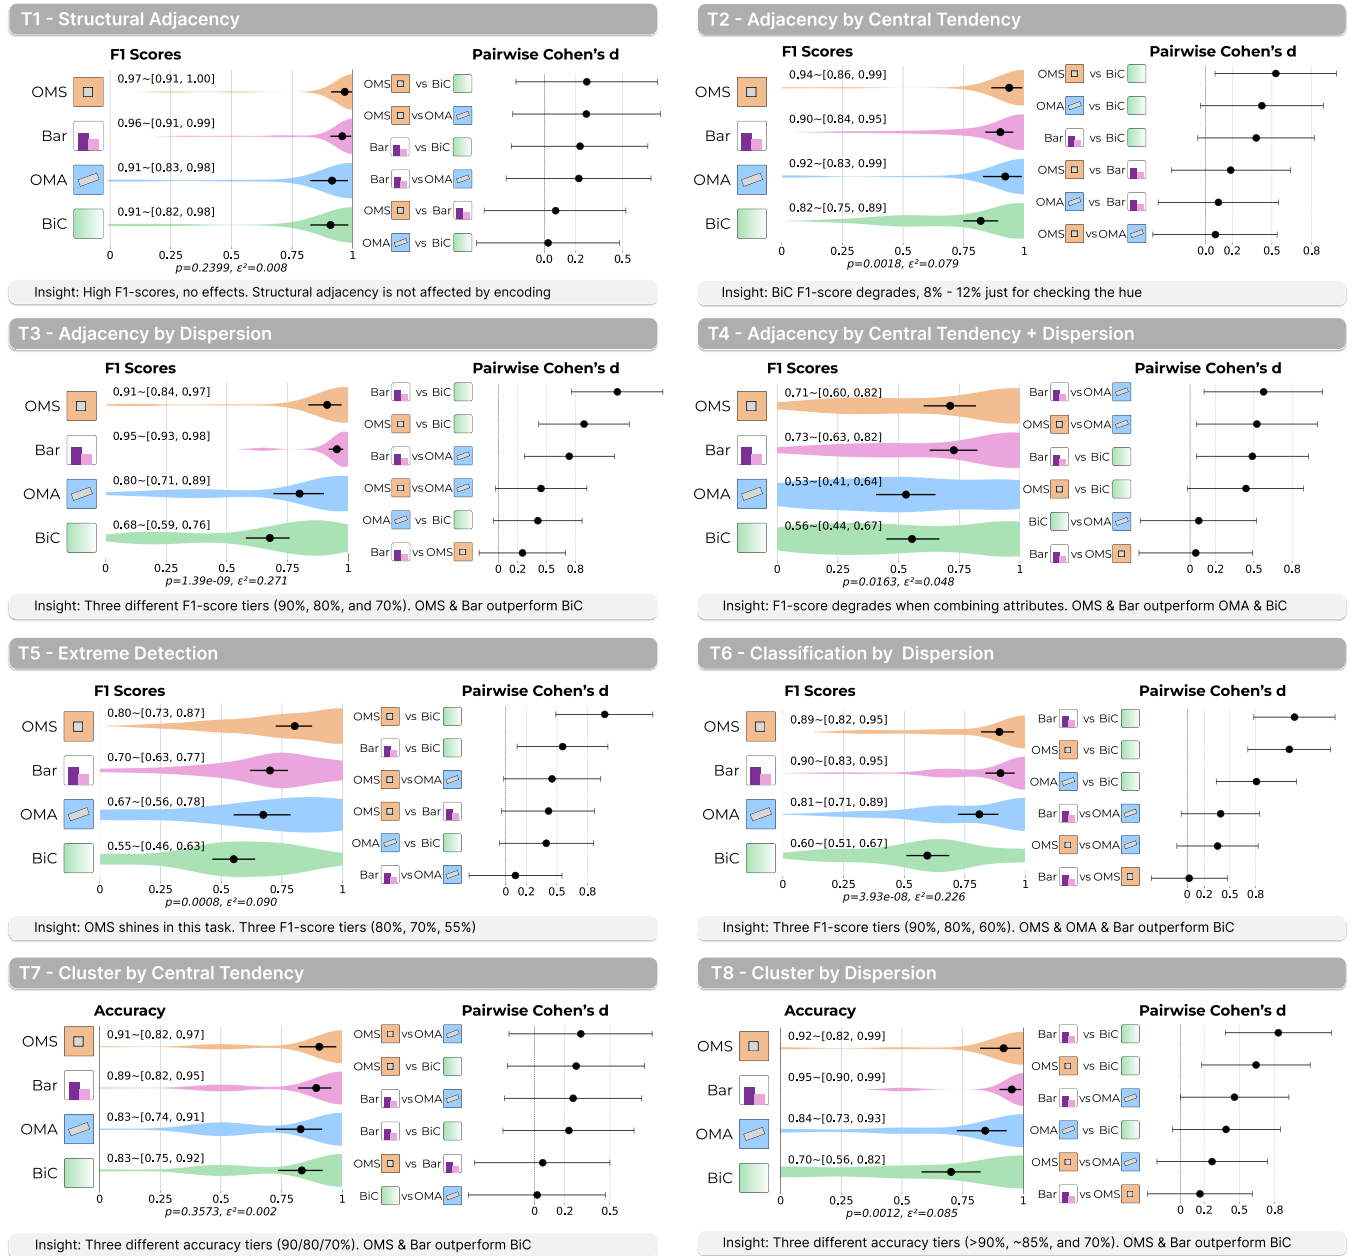 T1 - Structural Adjacency
F1 Scores
Pairwise Cohen's d
OMS
0.97~[0.91, 1.00]
Bar
0.96~[0.91, 0.99]
OMA
0.91~[0.83, 0.98]
BiC
0.91~[0.82, 0.98]
0 0.25 0.5 0.75 1
p=0.2399, ε²=0.008
OMS vs BiC
OMS vs OMA
Bar vs BiC
Bar vs OMA
OMS vs Bar
OMA vs BiC
0.0 0.2 0.5
Insight: High F1-scores, no effects. Structural adjacency is not affected by encoding
T2 - Adjacency by Central Tendency
F1 Scores
Pairwise Cohen's d
OMS
0.94~[0.86, 0.99]
Bar
0.90~[0.84, 0.95]
OMA
0.92~[0.83, 0.99]
BiC
0.82~[0.75, 0.89]
0 0.25 0.5 0.75 1
p=0.0018, ε²=0.079
OMS vs BiC
OMA vs BiC
Bar vs BiC
OMS vs Bar
OMA vs Bar
OMS vs OMA
0.0 0.2 0.5 0.8
Insight: BiC F1-score degrades, 8% - 12% just for checking the hue
T3 - Adjacency by Dispersion
F1 Scores
Pairwise Cohen's d
OMS
0.91~[0.84, 0.97]
Bar
0.95~[0.93, 0.98]
OMA
0.80~[0.71, 0.89]
BiC
0.68~[0.59, 0.76]
0 0.25 0.5 0.75 1
p=1.39e-09, ε²=0.271
Bar vs BiC
OMS vs BiC
Bar vs OMA
OMS vs OMA
OMA vs BiC
Bar vs OMS
0.0 0.2 0.5 0.8
Insight: Three different F1-score tiers (90%, 80%, and 70%). OMS & Bar outperform BiC
T4 - Adjacency by Central Tendency + Dispersion
F1 Scores
Pairwise Cohen's d
OMS
0.71~[0.60, 0.82]
Bar
0.73~[0.63, 0.82]
OMA
0.53~[0.41, 0.64]
BiC
0.56~[0.44, 0.67]
0 0.25 0.5 0.75 1
p=0.0163, ε²=0.048
Bar vs OMA
OMS vs OMA
Bar vs BiC
OMS vs BiC
BiC vs OMA
Bar vs OMS
0.0 0.2 0.5 0.8
Insight: F1-score degrades when combining attributes. OMS & Bar outperform OMA & BiC
T5 - Extreme Detection
F1 Scores
Pairwise Cohen's d
OMS
0.80~[0.73, 0.87]
Bar
0.70~[0.63, 0.77]
OMA
0.67~[0.56, 0.78]
BiC
0.55~[0.46, 0.63]
0 0.25 0.5 0.75 1
p=0.0008, ε²=0.090
OMS vs BiC
Bar vs BiC
OMS vs OMA
OMS vs Bar
OMA vs BiC
Bar vs OMA
0.0 0.2 0.5 0.8
Insight: OMS shines in this task. Three F1-score tiers (80%, 70%, 55%)
T6 - Classification by Dispersion
F1 Scores
Pairwise Cohen's d
OMS
0.89~[0.82, 0.95]
Bar
0.90~[0.83, 0.95]
OMA
0.81~[0.71, 0.89]
BiC
0.60~[0.51, 0.67]
0 0.25 0.5 0.75 1
p=3.93e-08, ε²=0.226
Bar vs BiC
OMS vs BiC
OMA vs BiC
Bar vs OMA
OMS vs OMA
Bar vs OMS
0.0 0.2 0.5 0.8
Insight: Three F1-score tiers (90%, 80%, 60%). OMS & OMA & Bar outperform BiC
T7 - Cluster by Central Tendency
Accuracy
Pairwise Cohen's d
OMS
0.91~[0.82, 0.97]
Bar
0.89~[0.82, 0.95]
OMA
0.83~[0.74, 0.91]
BiC
0.83~[0.75, 0.92]
0 0.25 0.5 0.75 1
p=0.3573, ε²=0.002
OMS vs OMA
OMS vs BiC
Bar vs OMA
Bar vs BiC
OMS vs Bar
BiC vs OMA
0.0 0.2 0.5
Insight: Three different accuracy tiers (90/80/70%). OMS & Bar outperform BiC
T8 - Cluster by Dispersion
Accuracy
Pairwise Cohen's d
OMS
0.92~[0.82, 0.99]
Bar
0.95~[0.90, 0.99]
OMA
0.84~[0.73, 0.93]
BiC
0.70~[0.56, 0.82]
0 0.25 0.5 0.75 1
p=0.0012, ε²=0.085
Bar vs BiC
OMS vs BiC
Bar vs OMA
OMA vs BiC
OMS vs OMA
Bar vs OMS
0.0 0.2 0.5 0.8
Insight: Three different accuracy tiers (>90%, ~85%, and 70%). OMS & Bar outperform BiC